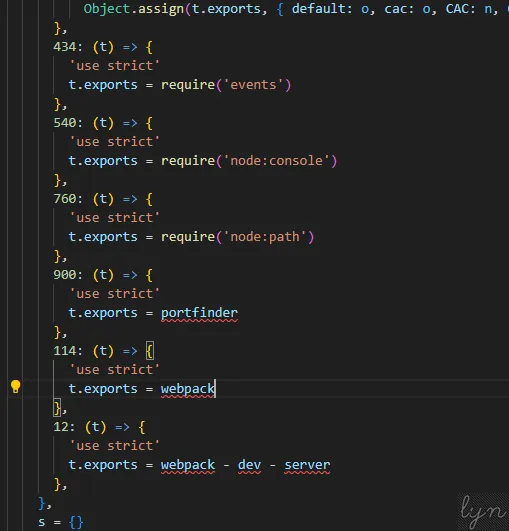 Object.assign(t.exports, { default: o, cac: o, CAC: n,
},
434: (t) => {
'use strict'
t.exports = require('events')
},
540: (t) => {
'use strict'
t.exports = require('node:console')
},
760: (t) => {
'use strict'
t.exports = require('node:path')
},
900: (t) => {
'use strict'
t.exports = portfinder
},
114: (t) => {
'use strict'
t.exports = webpack
},
12: (t) => {
'use strict'
t.exports = webpack - dev - server
},
},
s = {}
lyn